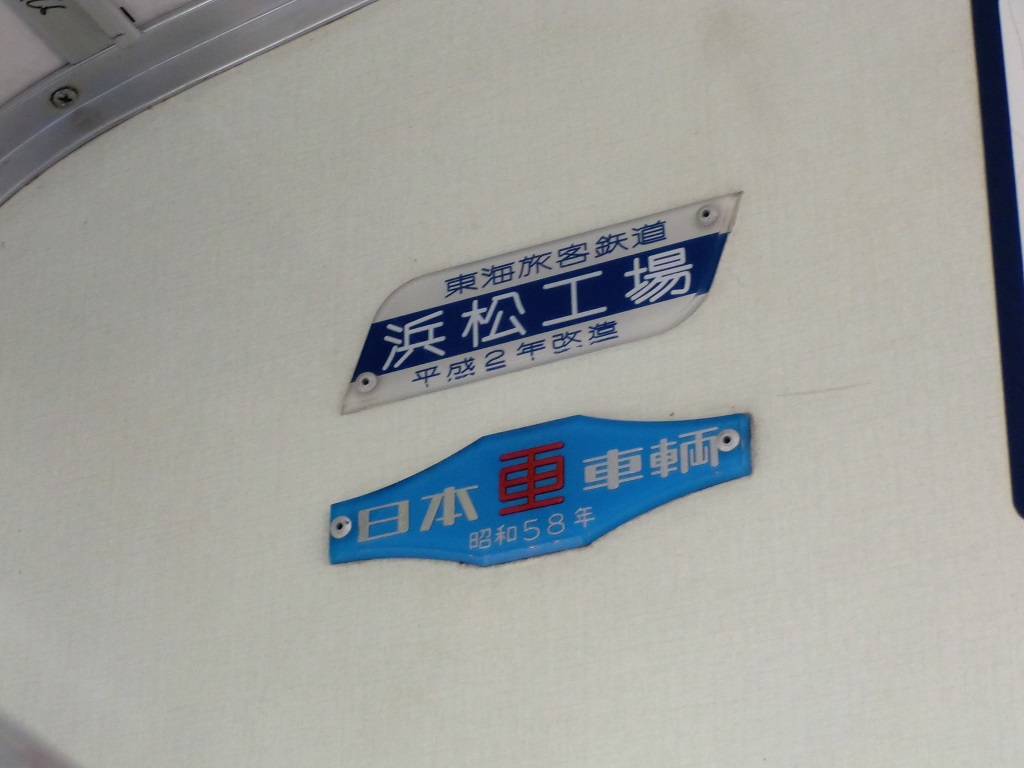 東海旅客鉄道
浜松工場
平成2年改造
日本車輌
昭和58年